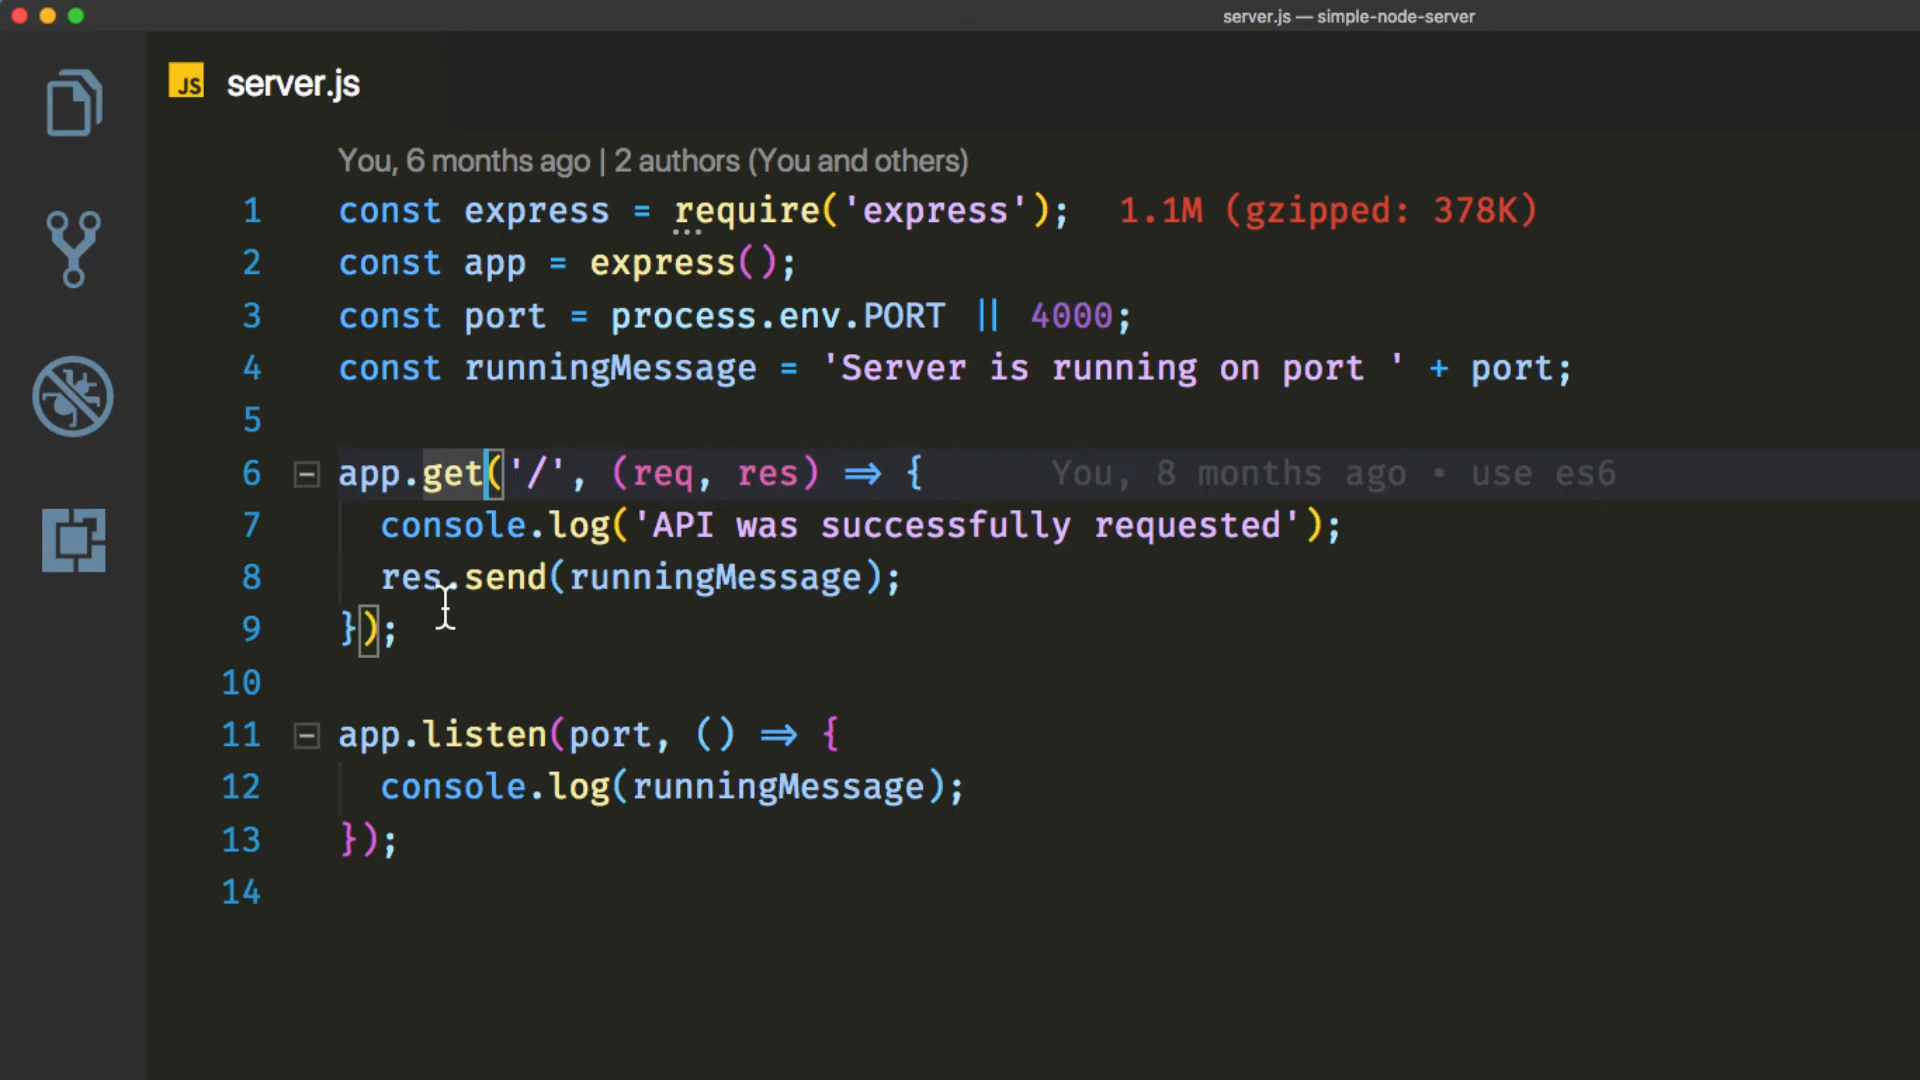 server.js — simple-node-server
JS server.js
You, 6 months ago | 2 authors (You and others)
1 const express = require('express'); 1.1M (gzipped: 378K)
2 const app = express();
3 const port = process.env.PORT || 4000;
4 const runningMessage = 'Server is running on port ' + port;
5
6 app.get('/', (req, res) => { You, 8 months ago • use es6
7 console.log('API was successfully requested');
8 res.send(runningMessage);
9 });
10
11 app.listen(port, () => {
12 console.log(runningMessage);
13 });
14